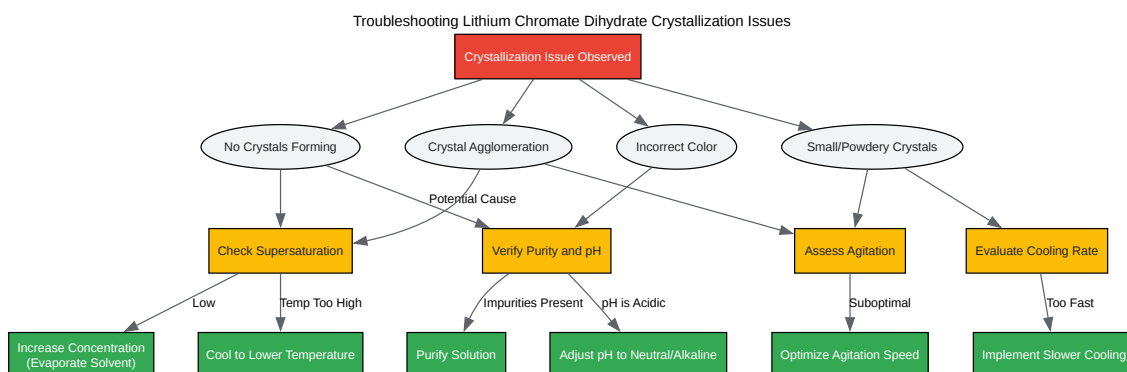 Troubleshooting Lithium Chromate Dihydrate Crystallization Issues
Crystallization Issue Observed
No Crystals Forming
Crystal Agglomeration
Incorrect Color
Small/Powdery Crystals
Potential Cause
Check Supersaturation
Verify Purity and pH
Assess Agitation
Evaluate Cooling Rate
Low
Temp Too High
Impurities Present
pH is Acidic
Suboptimal
Too Fast
Increase Concentration
(Evaporate Solvent)
Cool to Lower Temperature
Purify Solution
Adjust pH to Neutral/Alkaline
Optimize Agitation Speed
Implement Slower Cooling